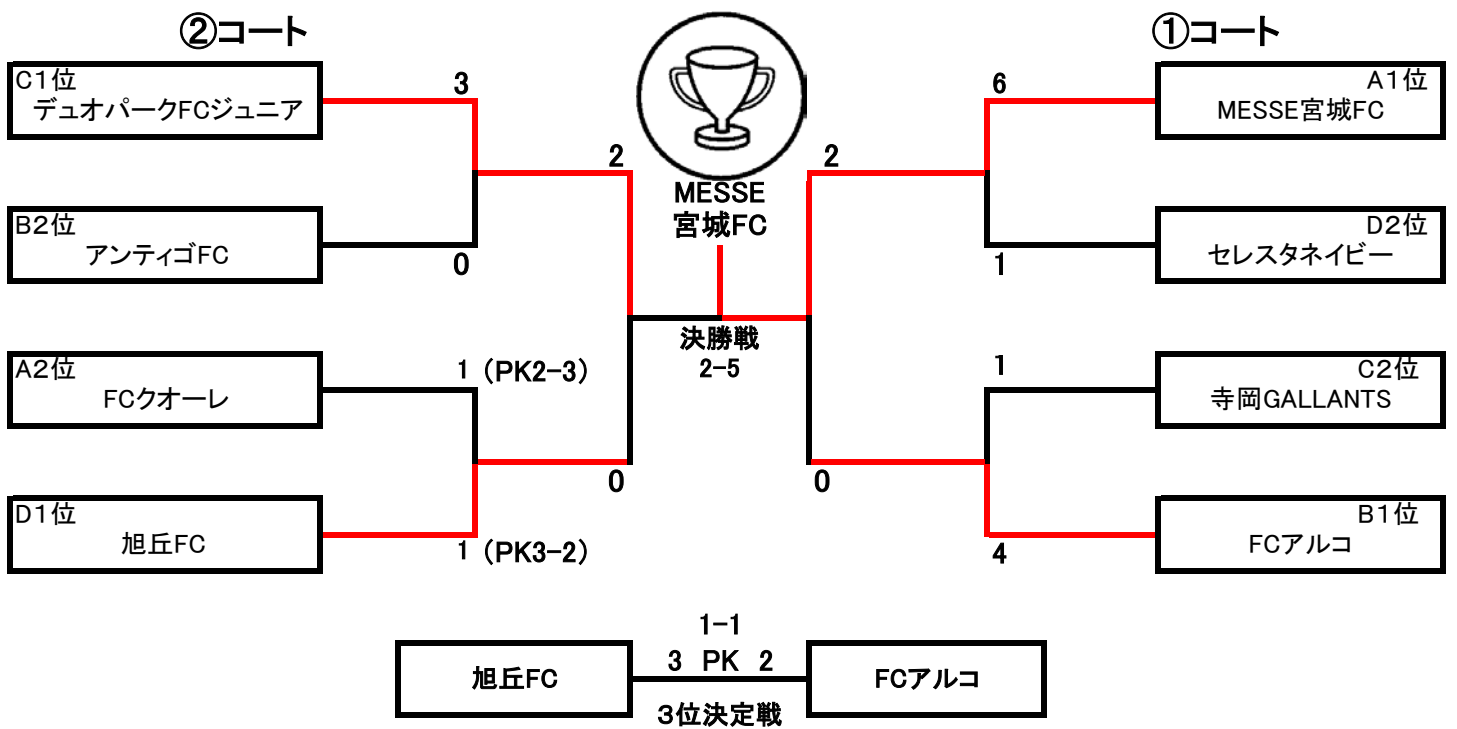 ②コート
①コート
C1位
デュオパークFCジュニア
3
6
A1位
MESSE宮城FC
2
2
MESSE
宮城FC
B2位
アンティゴFC
0
1
D2位
セレスタネイビー
決勝戦
2-5
A2位
FCクオーレ
1 (PK2-3)
1
C2位
寺岡GALLANTS
0
0
D1位
旭丘FC
1 (PK3-2)
4
B1位
FCアルコ
1-1
旭丘FC
3 PK 2
FCアルコ
3位決定戦